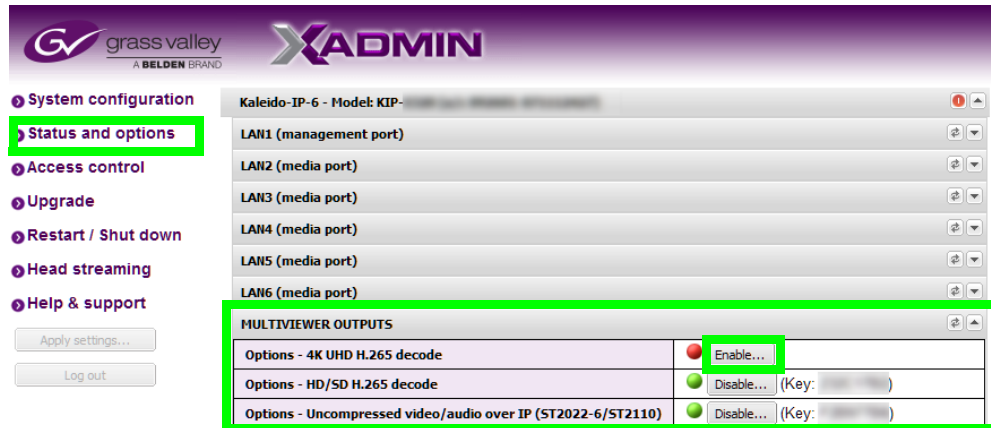 GV grass valley
A BELDEN BRAND
XADMIN
System configuration
Status and options
Access control
Upgrade
Restart / Shut down
Head streaming
Help & support
Apply settings...
Log out
Kaleido-IP-6 - Model: KIP-
LAN1 (management port)
LAN2 (media port)
LAN3 (media port)
LAN4 (media port)
LAN5 (media port)
LAN6 (media port)
MULTIVIEWER OUTPUTS
Options - 4K UHD H.265 decode Enable...
Options - HD/SD H.265 decode Disable... (Key: )
Options - Uncompressed video/audio over IP (ST2022-6/ST2110) Disable... (Key: )